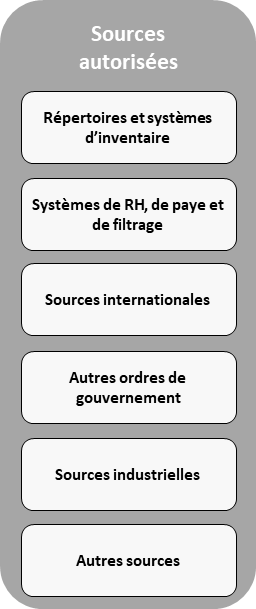 Sources
autorisées
Répertoires et systèmes
d'inventaire
Systèmes de RH, de paye et
de filtrage
Sources internationales
Autres ordres de
gouvernement
Sources industrielles
Autres sources